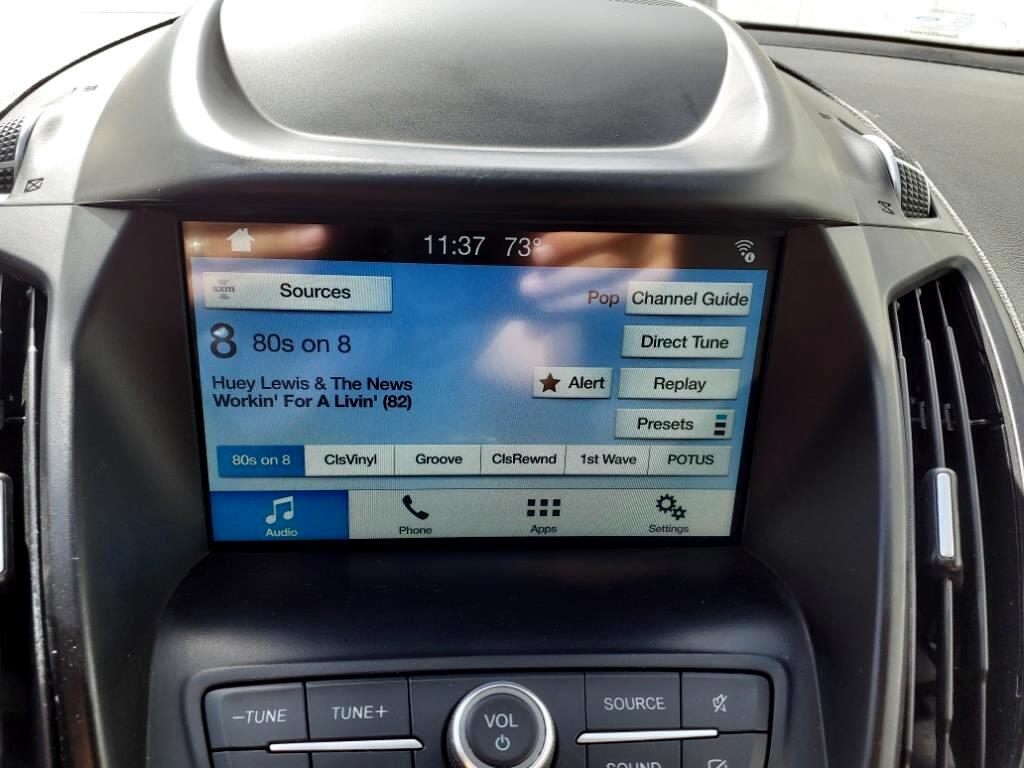 11:37 73°
sxm Sources
Pop Channel Guide
8 80s on 8
Direct Tune
Huey Lewis & The News
Workin' For A Livin' (82)
Alert Replay
Presets
80s on 8 ClsVinyl Groove ClsRewnd 1st Wave POTUS
Audio Phone Apps Settings
–TUNE TUNE+ VOL SOURCE
SOUND